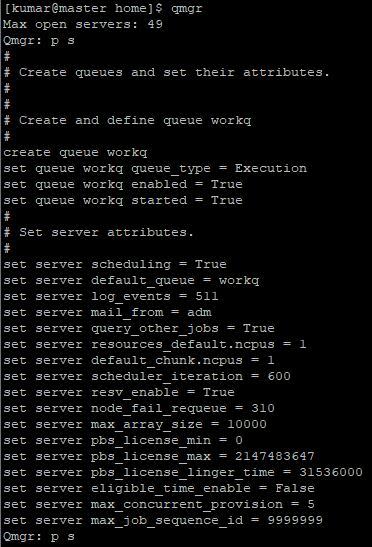 [kumar@master home]$ qmgr
Max open servers: 49
Qmgr: p s
#
# Create queues and set their attributes.
#
#
# Create and define queue workq
#
create queue workq
set queue workq queue_type = Execution
set queue workq enabled = True
set queue workq started = True
#
# Set server attributes.
#
set server scheduling = True
set server default_queue = workq
set server log_events = 511
set server mail_from = adm
set server query_other_jobs = True
set server resources_default.ncpus = 1
set server default_chunk.ncpus = 1
set server scheduler_iteration = 600
set server resv_enable = True
set server node_fail_requeue = 310
set server max_array_size = 10000
set server pbs_license_min = 0
set server pbs_license_max = 2147483647
set server pbs_license_linger_time = 31536000
set server eligible_time_enable = False
set server max_concurrent_provision = 5
set server max_job_sequence_id = 9999999
Qmgr: p s